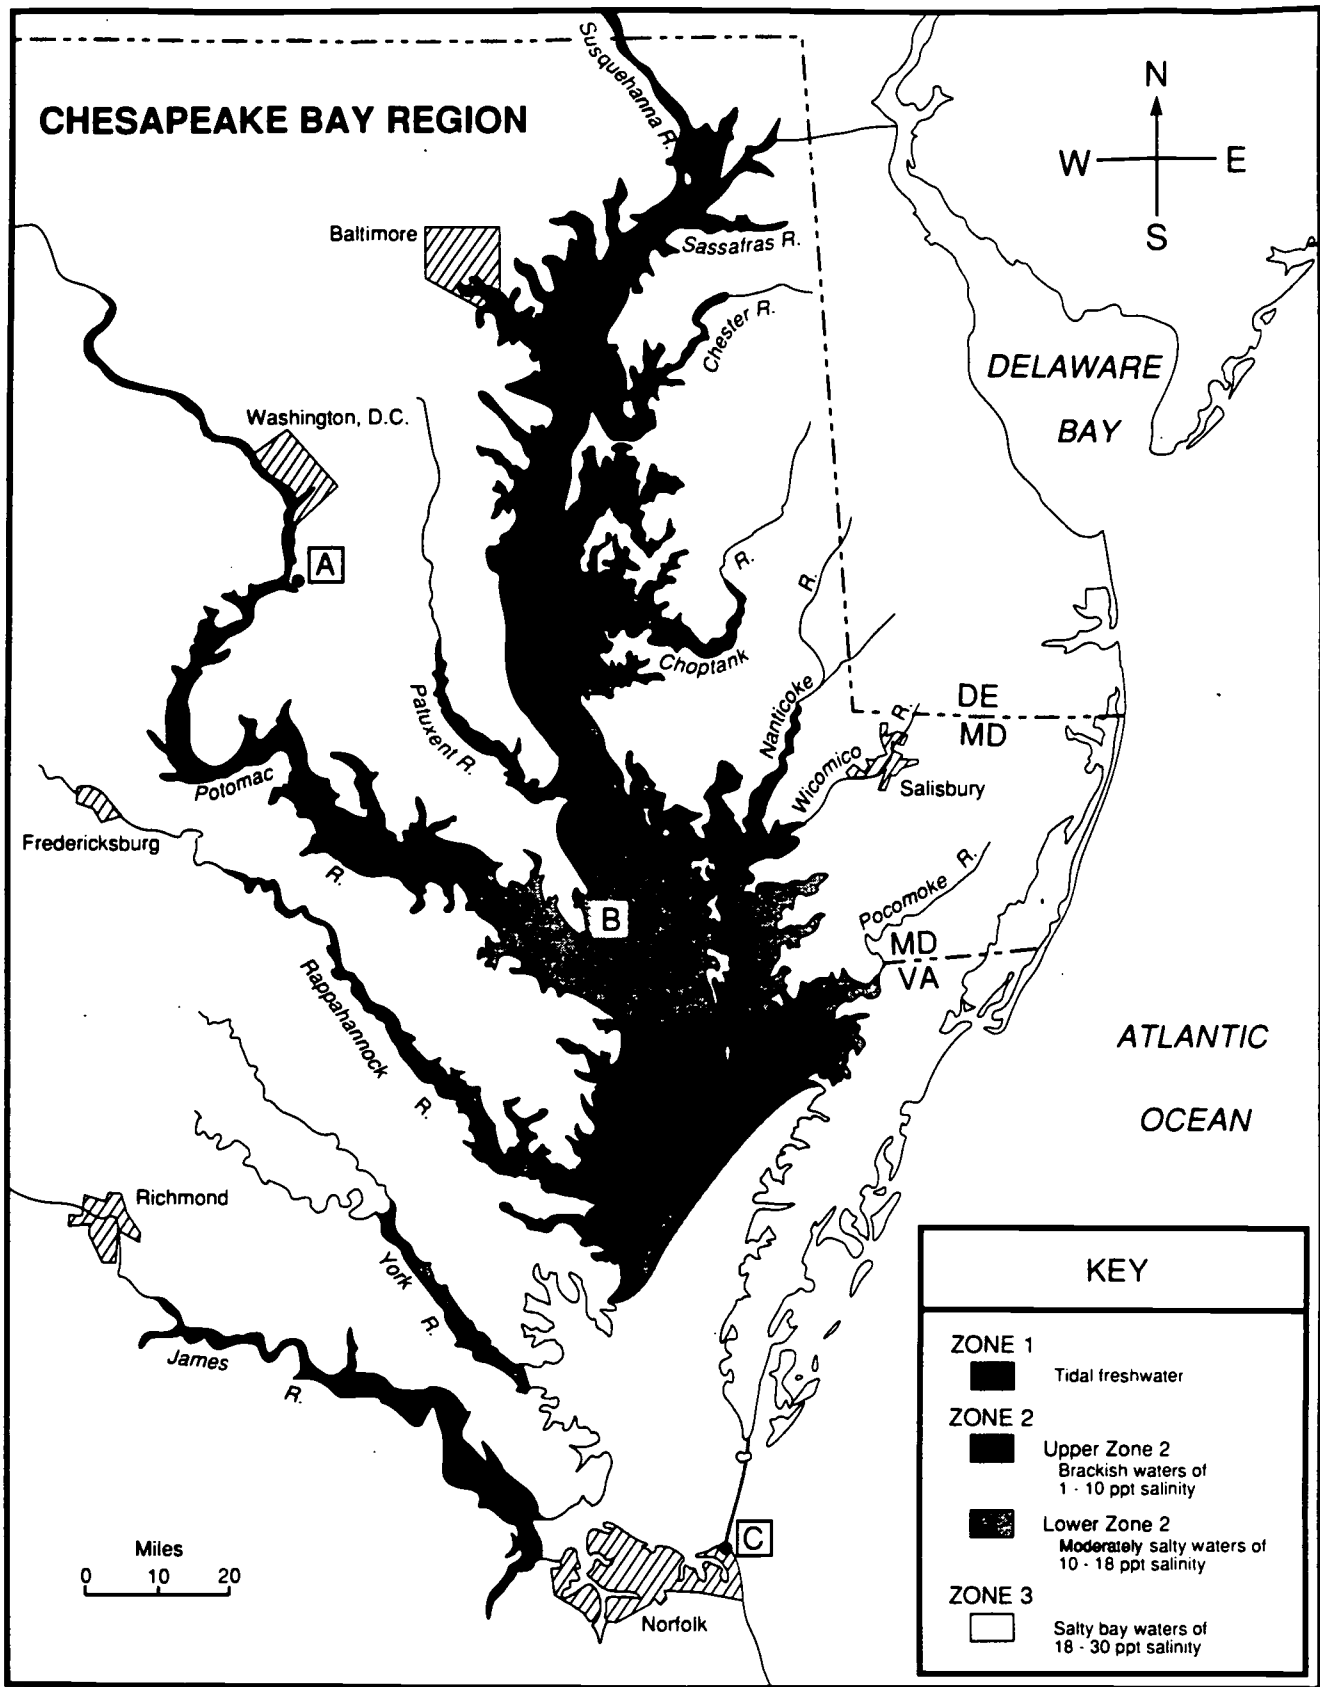 CHESAPEAKE BAY REGION
Susquehanna R.
N
W E
S
Baltimore
Sassafras R.
Chester R.
DELAWARE
BAY
Washington, D.C.
A
R.
R.
Choptank
Patuxent R.
Nanticoke
DE
MD
R.
Wicomico
Salisbury
Potomac
R.
Fredericksburg
B
Pocomoke R.
MD
VA
Rappahannock
R.
ATLANTIC
OCEAN
Richmond
York
R.
James
R.
C
Norfolk
Miles
0 10 20
KEY
ZONE 1
Tidal freshwater
ZONE 2
Upper Zone 2
Brackish waters of
1 - 10 ppt salinity
Lower Zone 2
Moderately salty waters of
10 - 18 ppt salinity
ZONE 3
Salty bay waters of
18 - 30 ppt salinity